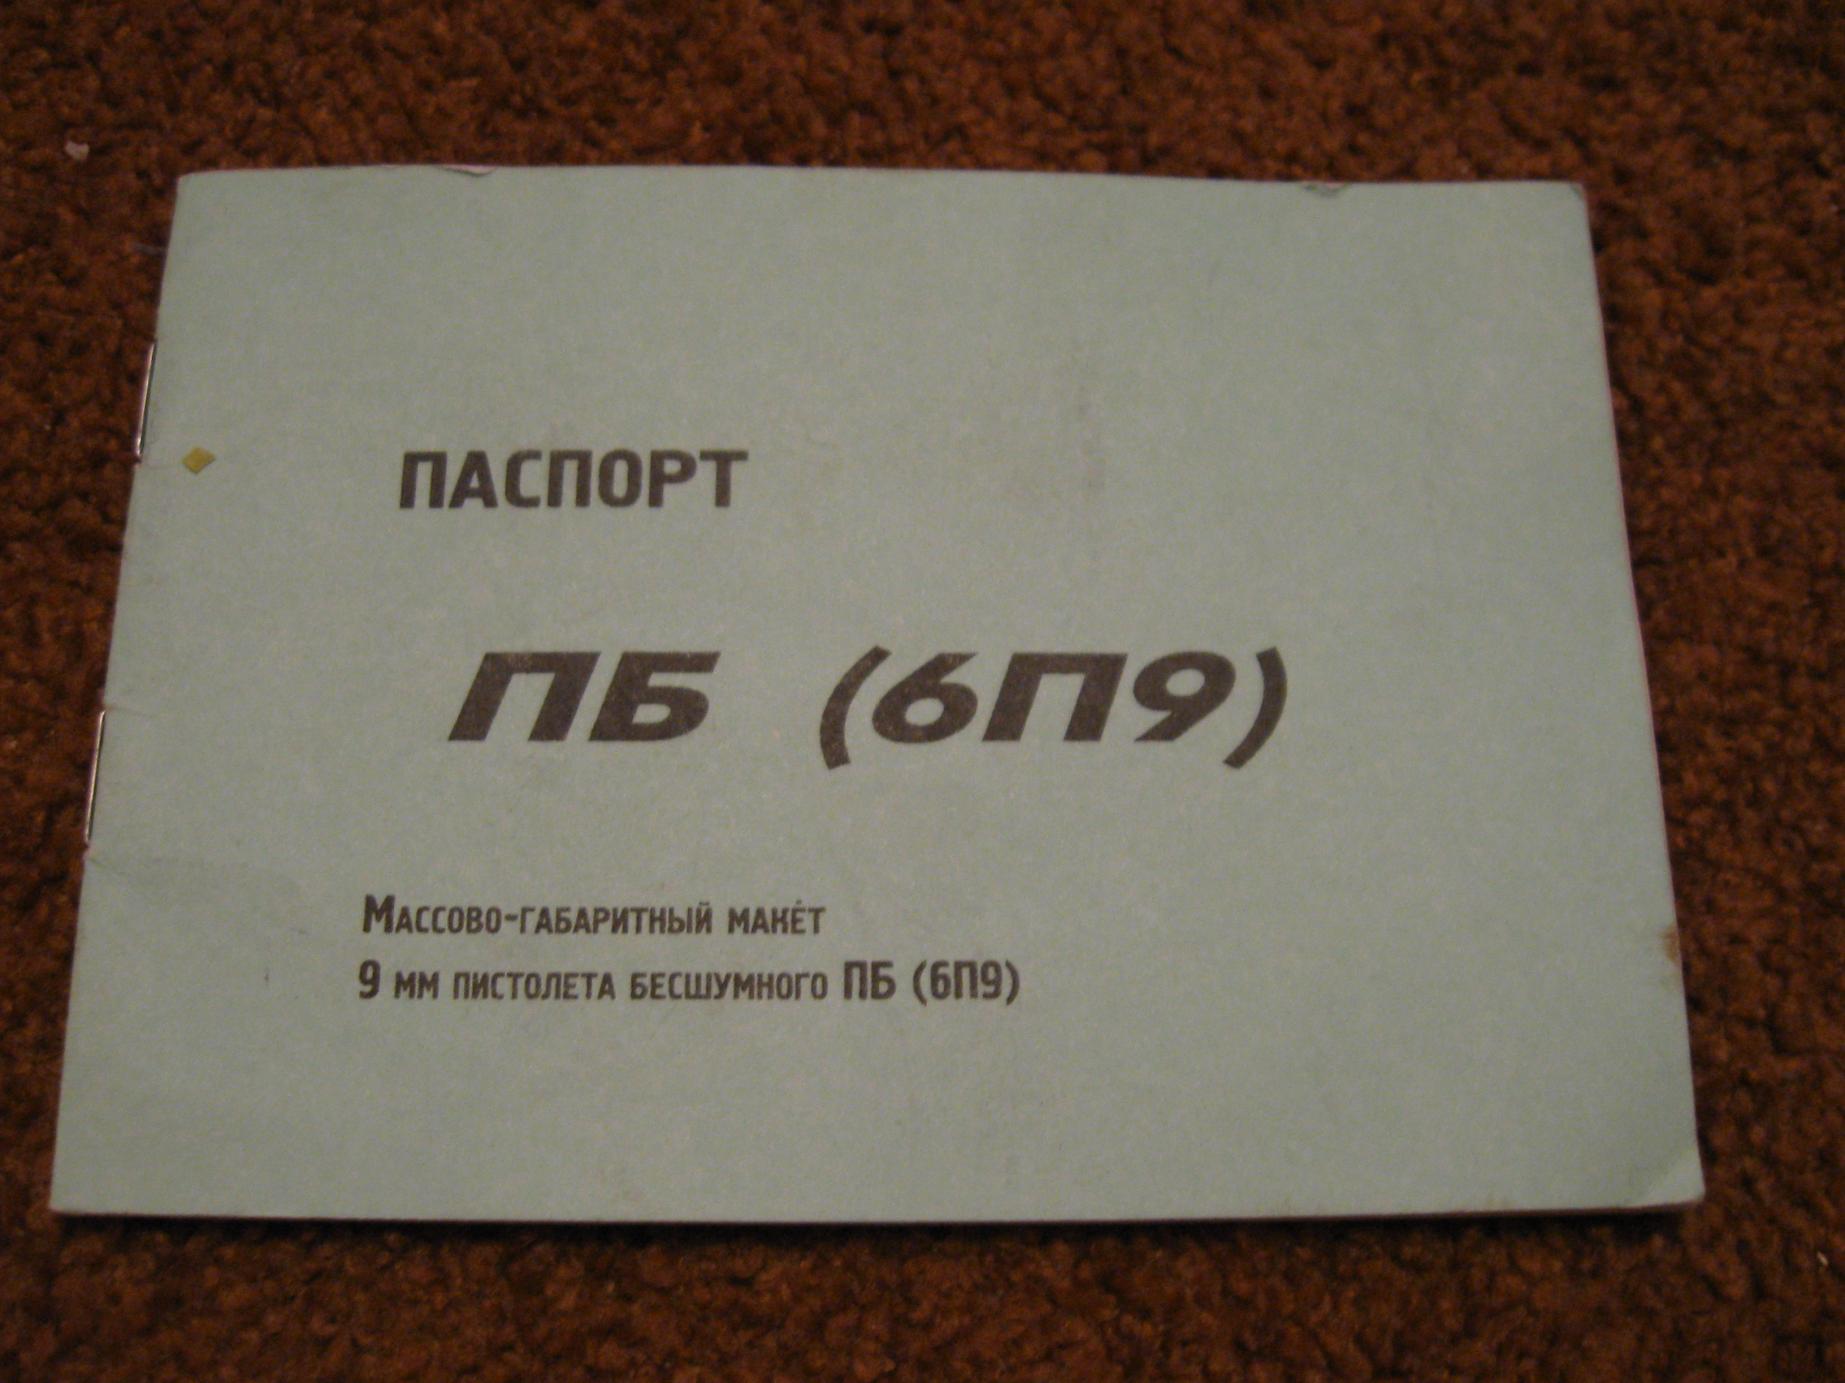 ПАСПОРТ
ПБ (6П9)
Массово-габаритный макет
9 мм пистолета бесшумного ПБ (6П9)